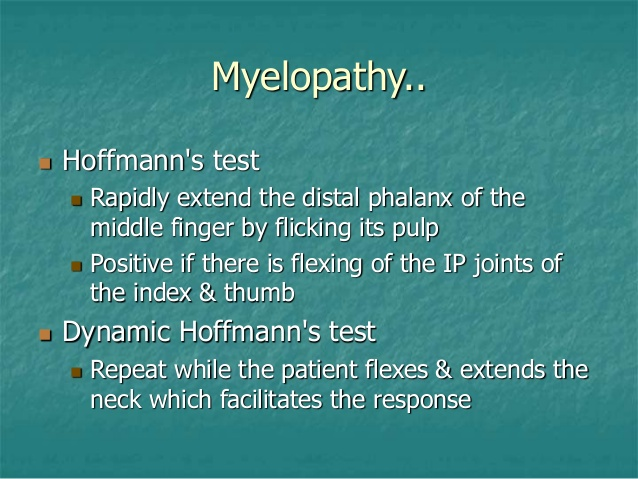 Myelopathy..
Hoffmann's test
Rapidly extend the distal phalanx of the
middle finger by flicking its pulp
Positive if there is flexing of the IP joints of
the index & thumb
Dynamic Hoffmann's test
Repeat while the patient flexes & extends the
neck which facilitates the response